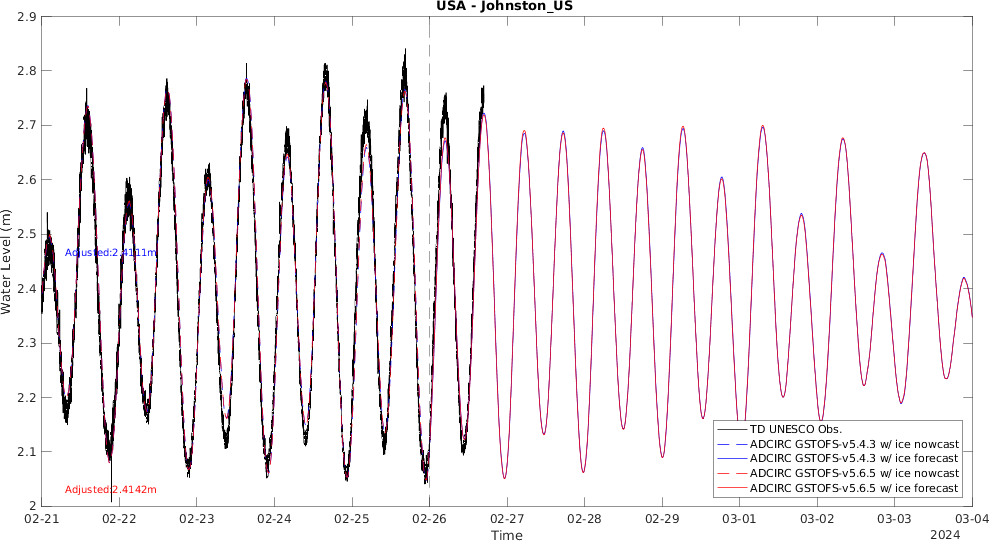 USA - Johnston_US
Water Level (m)
2.9
2.8
2.7
2.6
2.5
2.4
2.3
2.2
2.1
2
Adjusted:2.4111m
Adjusted:2.4142m
TD UNESCO Obs.
ADCIRC GSTOFS-v5.4.3 w/ ice nowcast
ADCIRC GSTOFS-v5.4.3 w/ ice forecast
ADCIRC GSTOFS-v5.6.5 w/ ice nowcast
ADCIRC GSTOFS-v5.6.5 w/ ice forecast
02-21 02-22 02-23 02-24 02-25 02-26 02-27 02-28 02-29 03-01 03-02 03-03 03-04
Time
2024